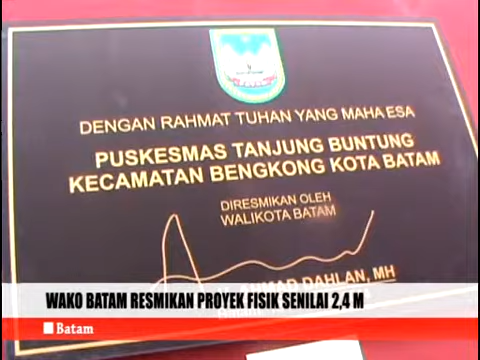 DENGAN RAHMAT TUHAN YANG MAHA ESA
PUSKESMAS TANJUNG BUNTUNG
KECAMATAN BENGKONG KOTA BATAM
DIRESMIKAN OLEH
WALIKOTA BATAM
AHMAD DAHLAN, MH
WAKO BATAM RESMIKAN PROYEK FISIK SENILAI 2,4 M
Batam